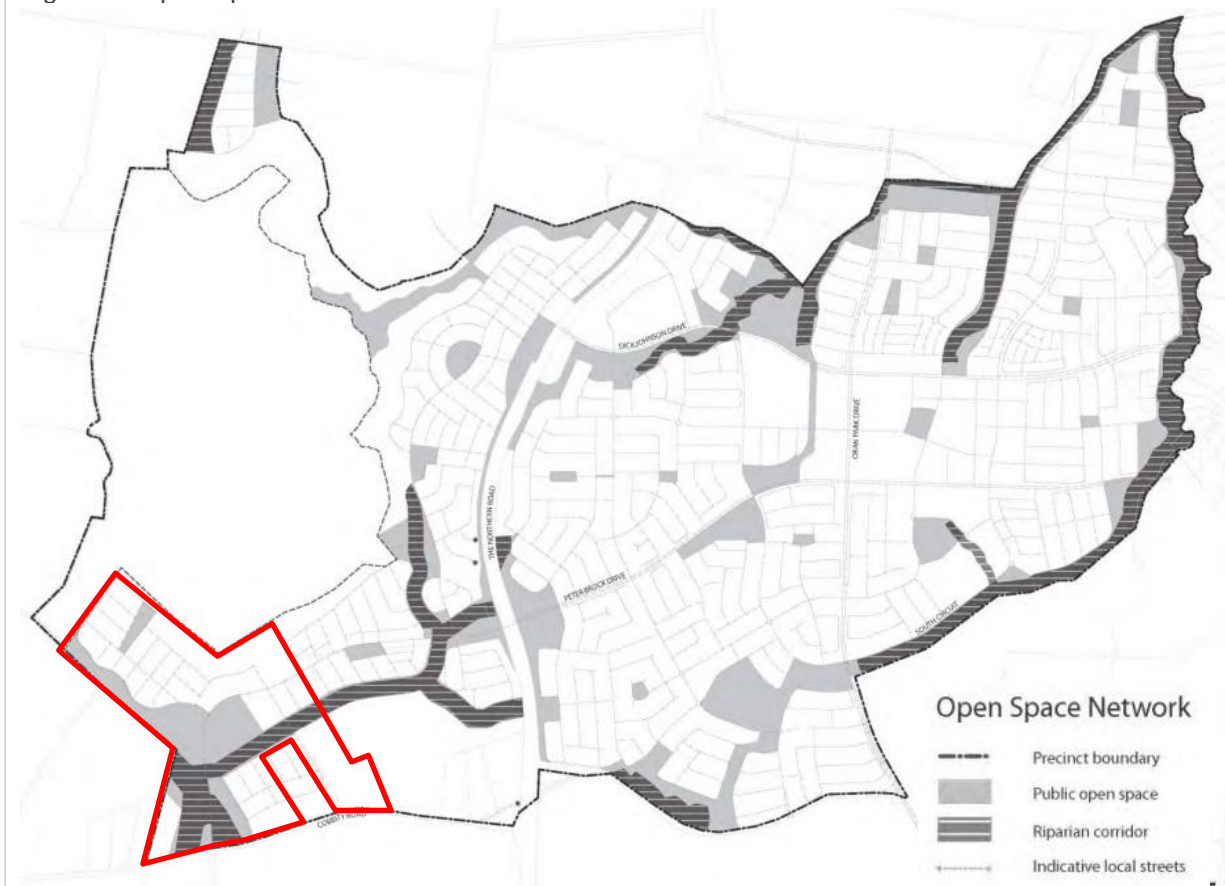 DICK JOHNSON DRIVE
ORAN PARK DRIVE
THE NORTHERN ROAD
PETER BROCK DRIVE
SOUTH CIRCUIT
COBBITY ROAD
Open Space Network
Precinct boundary
Public open space
Riparian corridor
Indicative local streets